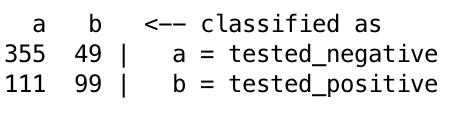 a b <-- classified as
355 49 | a = tested_negative
111 99 | b = tested_positive